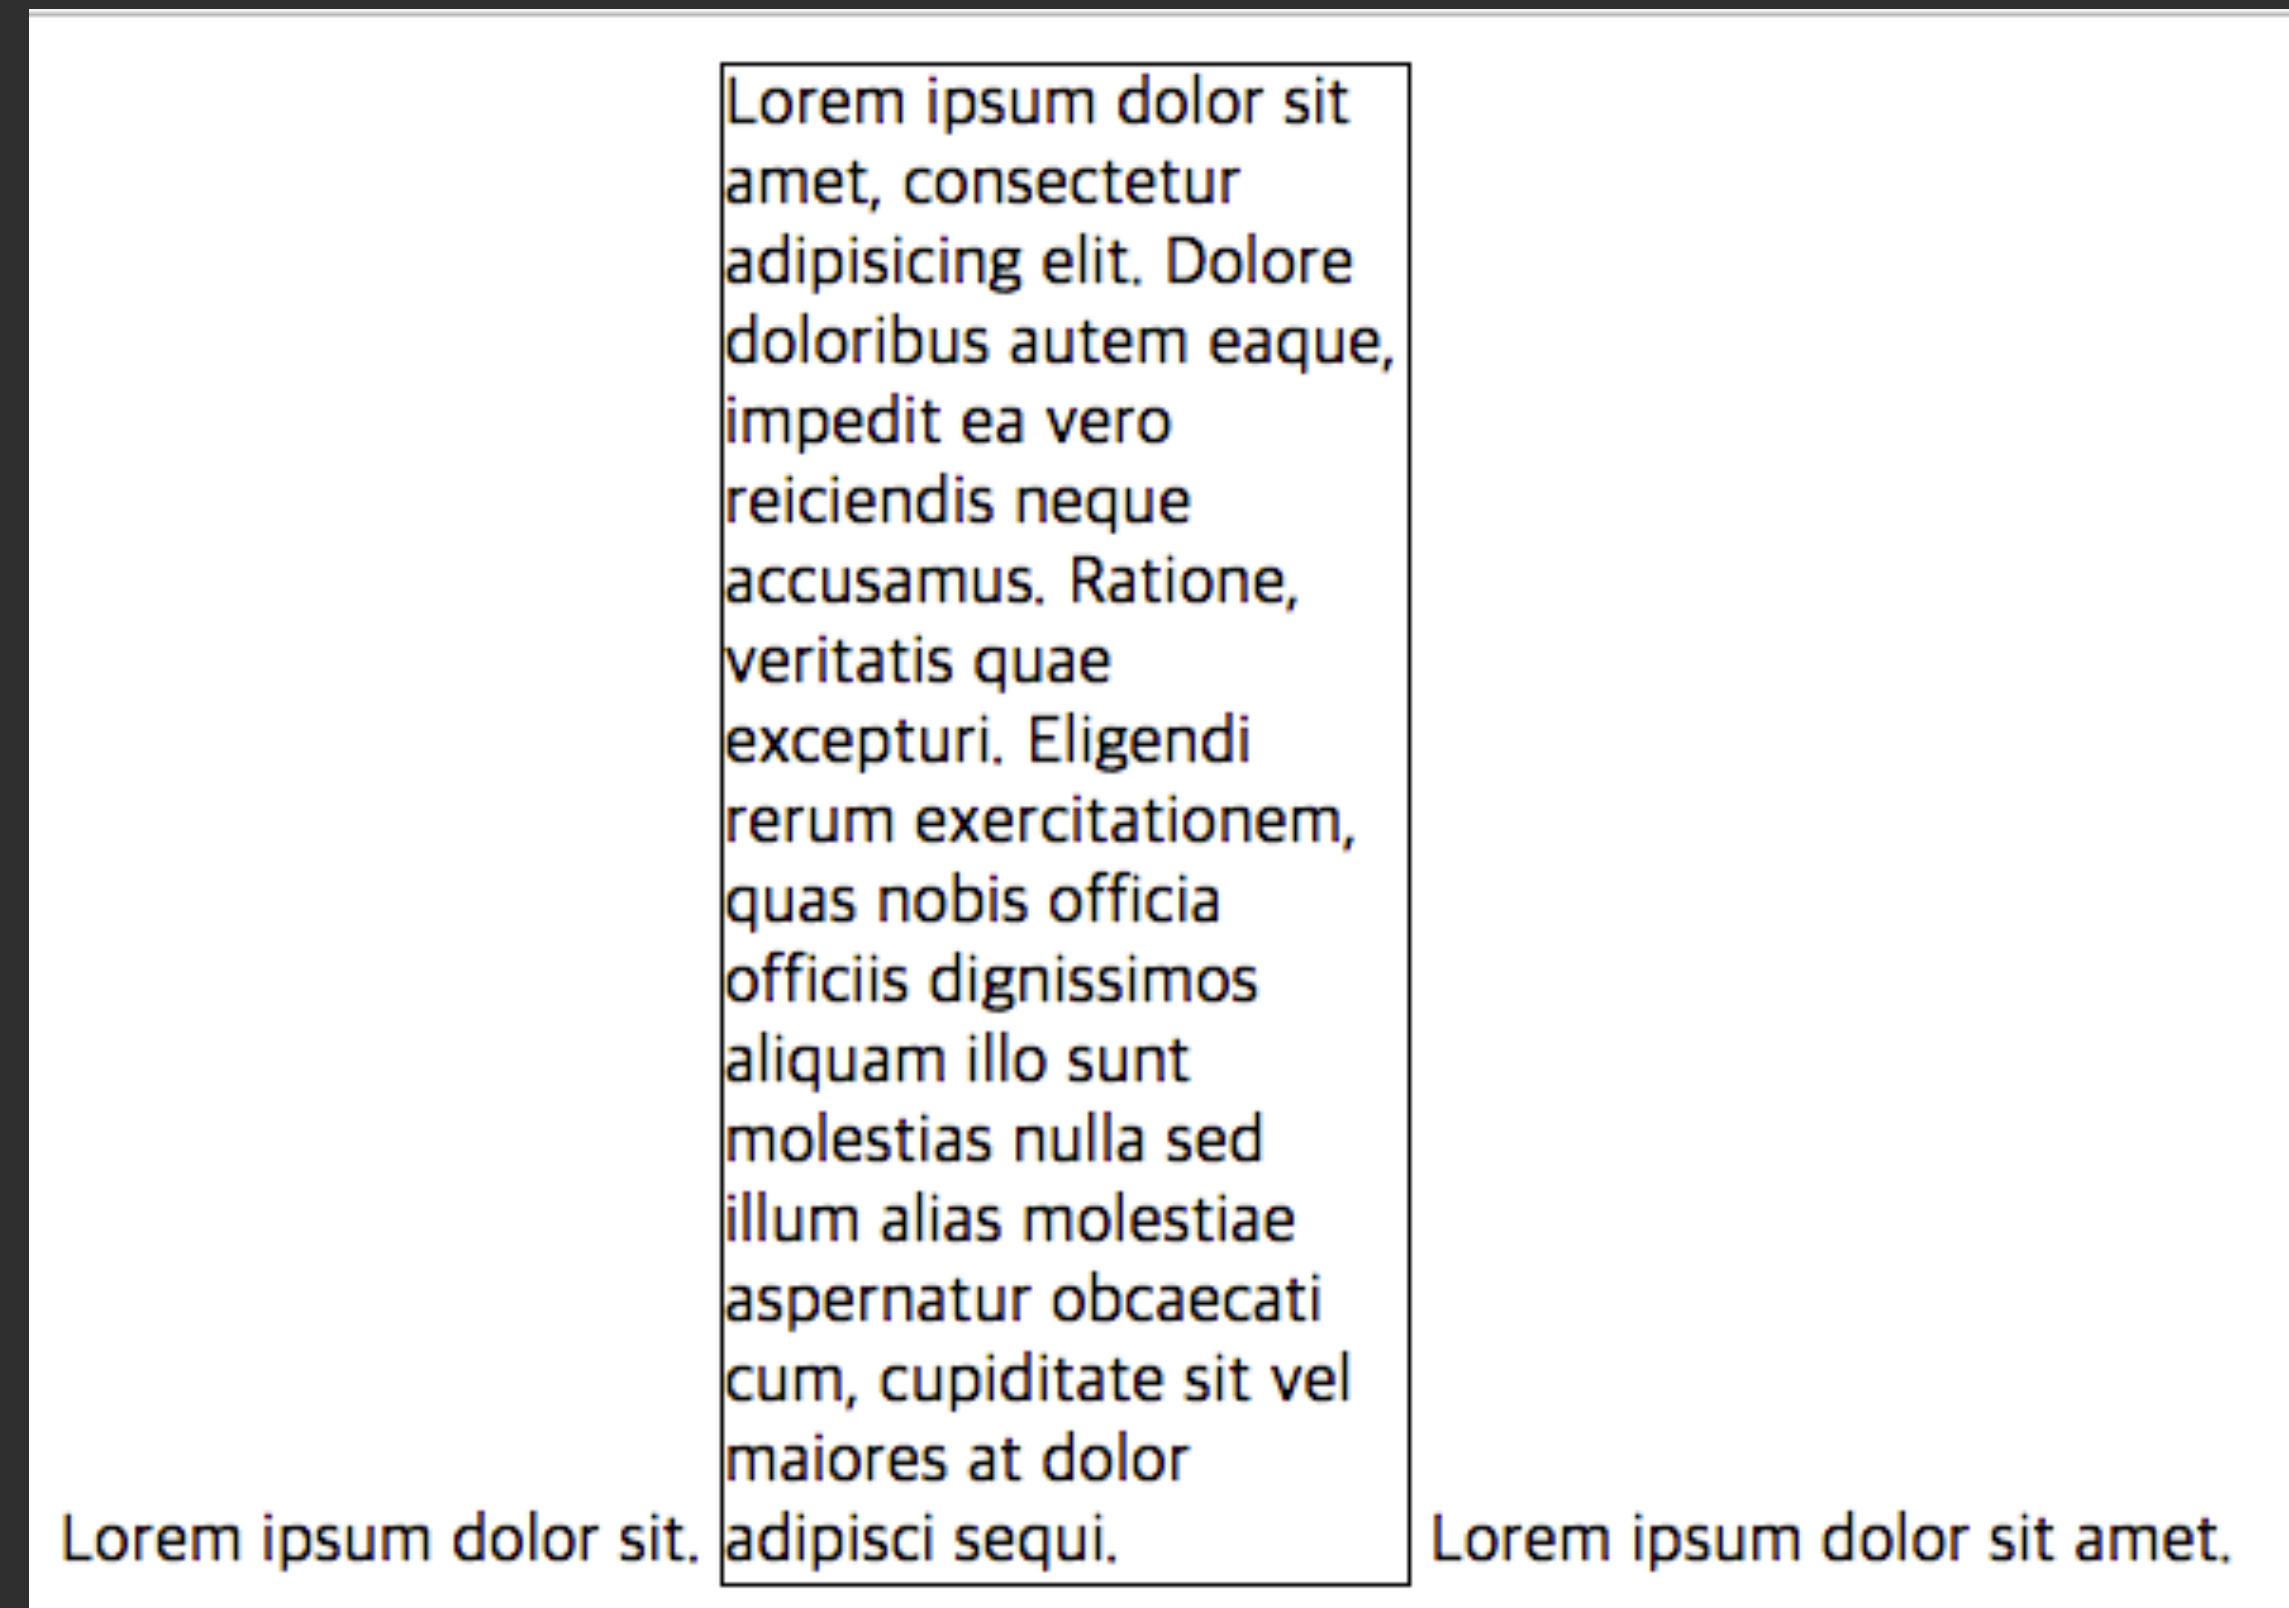 Lorem ipsum dolor sit
amet, consectetur
adipisicing elit. Dolore
doloribus autem eaque,
impedit ea vero
reiciendis neque
accusamus. Ratione,
veritatis quae
excepturi. Eligendi
rerum exercitationem,
quas nobis officia
officiis dignissimos
aliquam illo sunt
molestias nulla sed
illum alias molestiae
aspernatur obcaecati
cum, cupiditate sit vel
maiores at dolor
Lorem ipsum dolor sit. adipisci sequi. Lorem ipsum dolor sit amet.